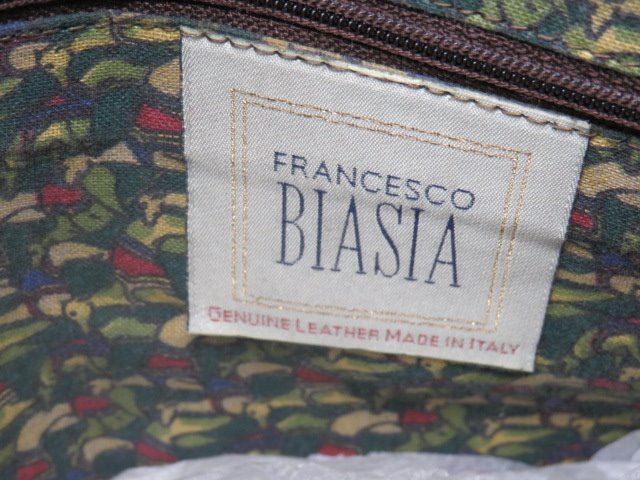 FRANCESCO
BIASIA
GENUINE LEATHER MADE IN ITALY